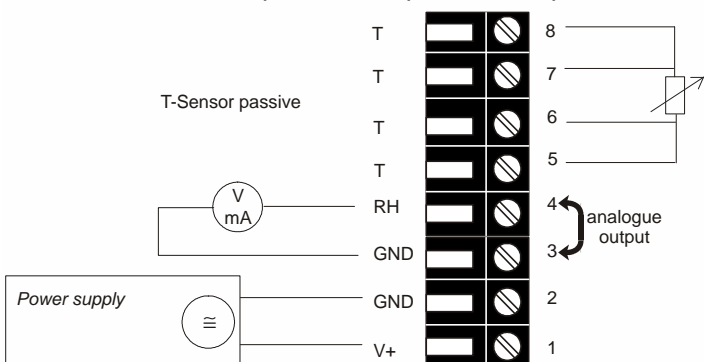 T 8
T 7
T-Sensor passive
T 6
T 5
V
mA
RH 4
analogue
output
GND 3
Power supply
GND 2
≅
V+ 1